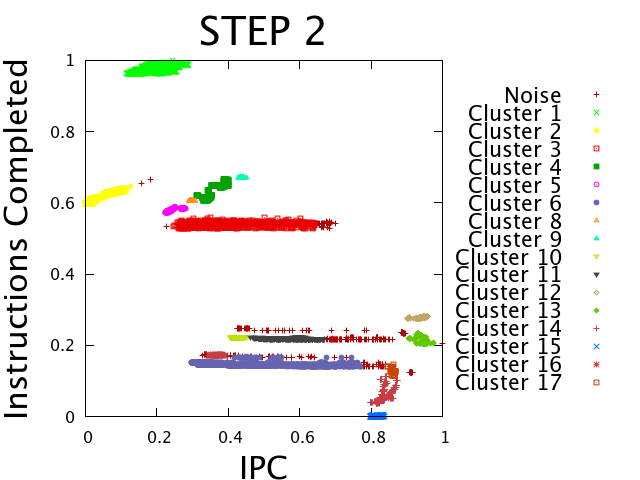 STEP 2
Instructions Completed
1
0.8
0.6
0.4
0.2
0
0
0.2
0.4
0.6
0.8
1
IPC
Noise
Cluster 1
Cluster 2
Cluster 3
Cluster 4
Cluster 5
Cluster 6
Cluster 8
Cluster 9
Cluster 10
Cluster 11
Cluster 12
Cluster 13
Cluster 14
Cluster 15
Cluster 16
Cluster 17